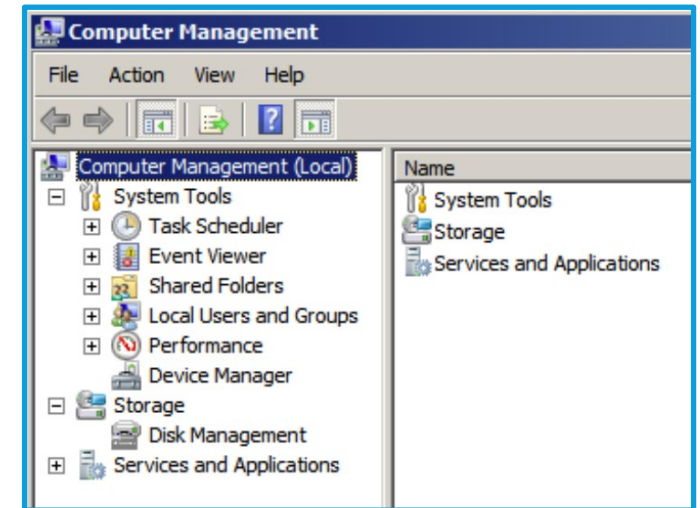 Computer Management
File Action View Help
Computer Management (Local)
System Tools
Task Scheduler
Event Viewer
Shared Folders
Local Users and Groups
Performance
Device Manager
Storage
Disk Management
Services and Applications
Name
System Tools
Storage
Services and Applications